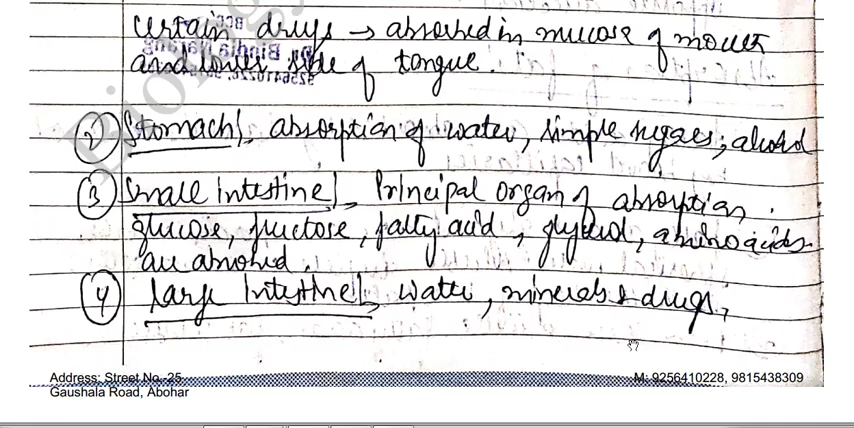 certain drugs → absorbed in mucosa of mouth
and lower side of tongue.
② Stomach, absorption of water, simple sugars, alcohol
③ Small Intestine, Principal organ of absorption.
glucose, fructose, fatty acid, glycerol, amino acids
are absorbed.
④ Large Intestine, water, minerals & drugs,
Address: Street No.-25 M: 9256410228, 9815438309
Gaushala Road, Abohar